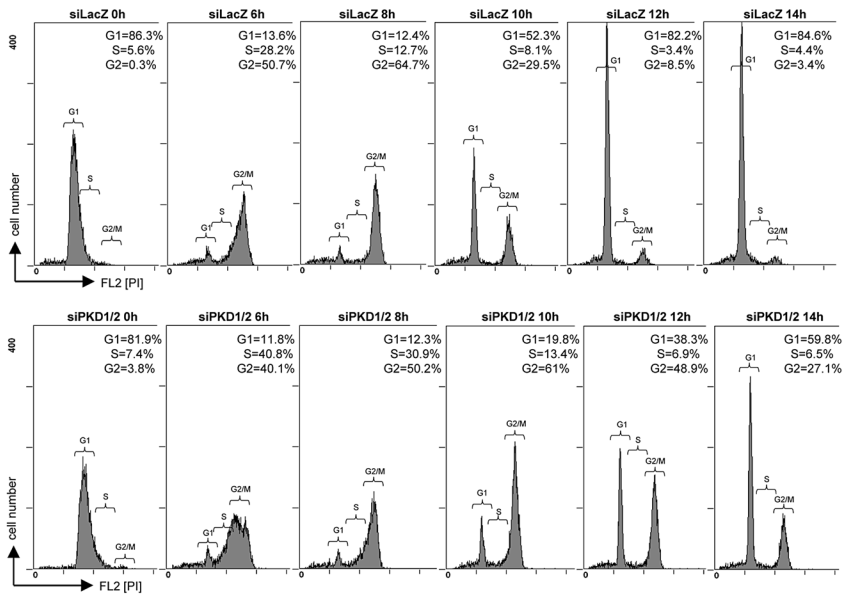 siLacZ 0h siLacZ 6h siLacZ 8h siLacZ 10h siLacZ 12h siLacZ 14h
400
G1=86.3%
S=5.6%
G2=0.3%
G1
S
G2/M
G1=13.6%
S=28.2%
G2=50.7%
G1
S
G2/M
G1=12.4%
S=12.7%
G2=64.7%
G1
S
G2/M
G1=52.3%
S=8.1%
G2=29.5%
G1
S
G2/M
G1=82.2%
S=3.4%
G2=8.5%
G1
S
G2/M
G1=84.6%
S=4.4%
G2=3.4%
G1
S
G2/M
cell number
0 0 0 0 0 0
FL2 [PI]
siPKD1/2 0h siPKD1/2 6h siPKD1/2 8h siPKD1/2 10h siPKD1/2 12h siPKD1/2 14h
400
G1=81.9%
S=7.4%
G2=3.8%
G1
S
G2/M
G1=11.8%
S=40.8%
G2=40.1%
G1
S
G2/M
G1=12.3%
S=30.9%
G2=50.2%
G1
S
G2/M
G1=19.8%
S=13.4%
G2=61%
G1
S
G2/M
G1=38.3%
S=6.9%
G2=48.9%
G1
S
G2/M
G1=59.8%
S=6.5%
G2=27.1%
G1
S
G2/M
cell number
0 0 0 0 0 0
FL2 [PI]